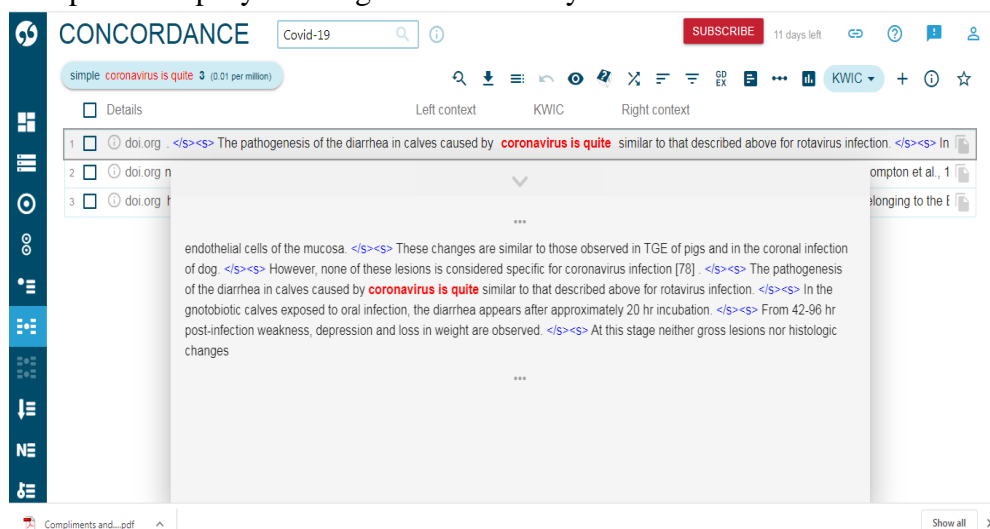 CONCORDANCE
Covid-19
SUBSCRIBE
11 days left
simple coronavirus is quite 3 (0.01 per million)
GD
EX
KWIC
Details Left context KWIC Right context
1 doi.org . </s><s> The pathogenesis of the diarrhea in calves caused by coronavirus is quite similar to that described above for rotavirus infection. </s><s> In
2 doi.org ompton et al., 1
3 doi.org elonging to the
...
endothelial cells of the mucosa. </s><s> These changes are similar to those observed in TGE of pigs and in the coronal infection
of dog. </s><s> However, none of these lesions is considered specific for coronavirus infection [78] . </s><s> The pathogenesis
of the diarrhea in calves caused by coronavirus is quite similar to that described above for rotavirus infection. </s><s> In the
gnotobiotic calves exposed to oral infection, the diarrhea appears after approximately 20 hr incubation. </s><s> From 42-96 hr
post-infection weakness, depression and loss in weight are observed. </s><s> At this stage neither gross lesions nor histologic
changes
...
Compliments and....pdf
Show all